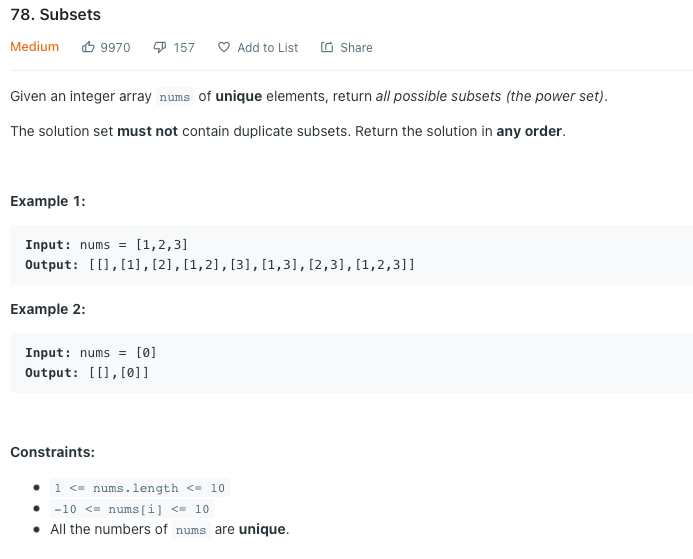 78. Subsets
Medium 9970 157 Add to List Share
Given an integer array nums of unique elements, return all possible subsets (the power set).
The solution set must not contain duplicate subsets. Return the solution in any order.
Example 1:
Input: nums = [1,2,3]
Output: [[],[1],[2],[1,2],[3],[1,3],[2,3],[1,2,3]]
Example 2:
Input: nums = [0]
Output: [[],[0]]
Constraints:
1 <= nums.length <= 10
-10 <= nums[i] <= 10
All the numbers of nums are unique.